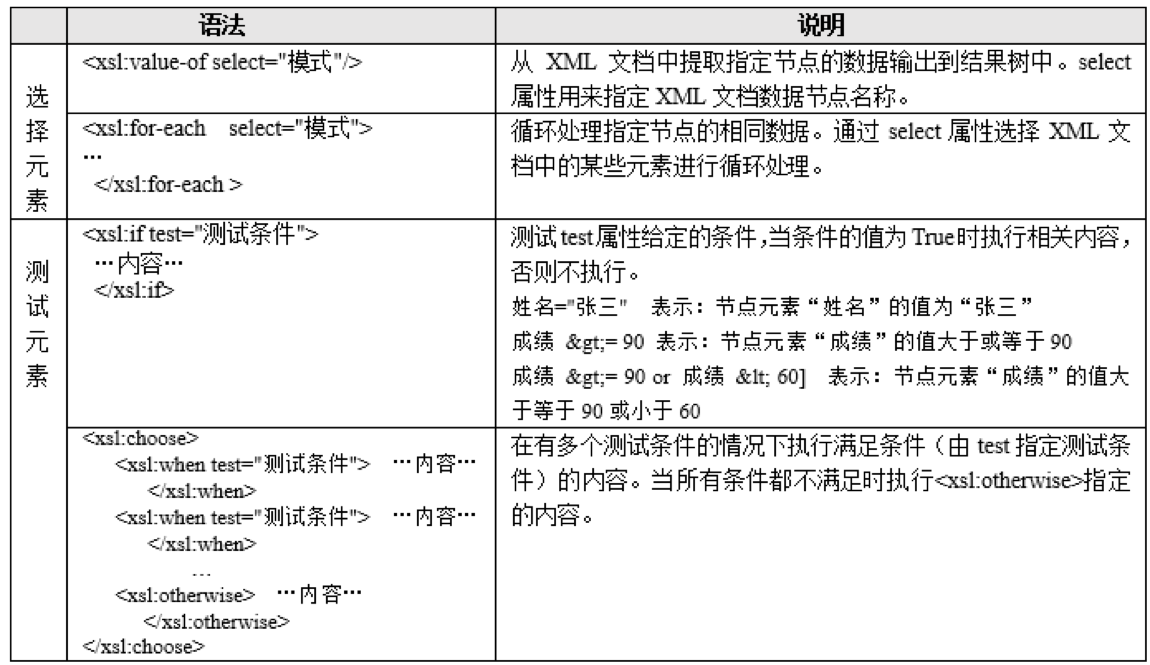 语法 说明
选择元素
<xsl:value-of select="模式"/>
从 XML 文档中提取指定节点的数据输出到结果树中。select
属性用来指定 XML 文档数据节点名称。
<xsl:for-each select="模式">
…
</xsl:for-each >
循环处理指定节点的相同数据。通过 select 属性选择 XML 文
档中的某些元素进行循环处理。
测试元素
<xsl:if test="测试条件">
…内容…
</xsl:if>
测试 test 属性给定的条件,当条件的值为 True 时执行相关内容，
否则不执行。
姓名="张三" 表示：节点元素“姓名”的值为“张三”
成绩 &gt;= 90 表示：节点元素“成绩”的值大于或等于 90
成绩 &gt;= 90 or 成绩 &lt; 60] 表示：节点元素“成绩”的值大
于等于 90 或小于 60
<xsl:choose>
<xsl:when test="测试条件"> …内容…
</xsl:when>
<xsl:when test="测试条件"> …内容…
</xsl:when>
…
<xsl:otherwise> …内容…
</xsl:otherwise>
</xsl:choose>
在有多个测试条件的情况下执行满足条件（由 test 指定测试条
件）的内容。当所有条件都不满足时执行<xsl:otherwise>指定
的内容。